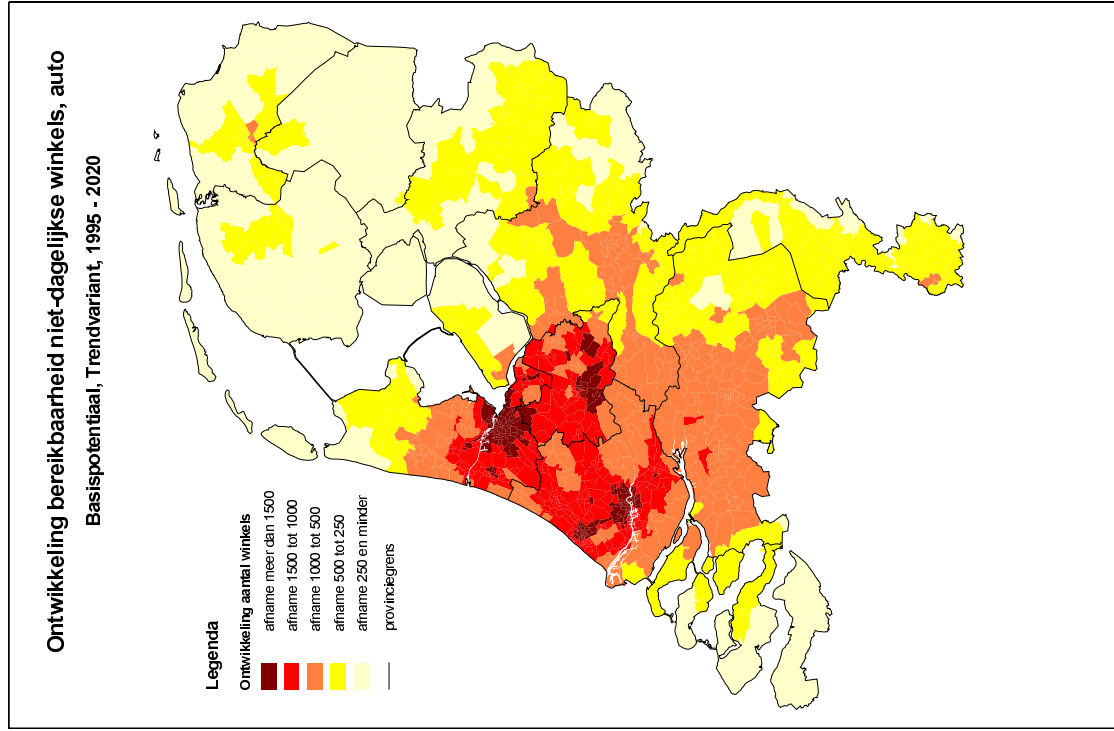 Ontwikkeling bereikbaarheid niet-dagelijkse winkels, auto
Basispotentiaal, Trendvariant, 1995 - 2020
Legenda
Ontwikkeling aantal winkels
afname meer dan 1500
afname 1500 tot 1000
afname 1000 tot 500
afname 500 tot 250
afname 250 en minder
provinciegrens